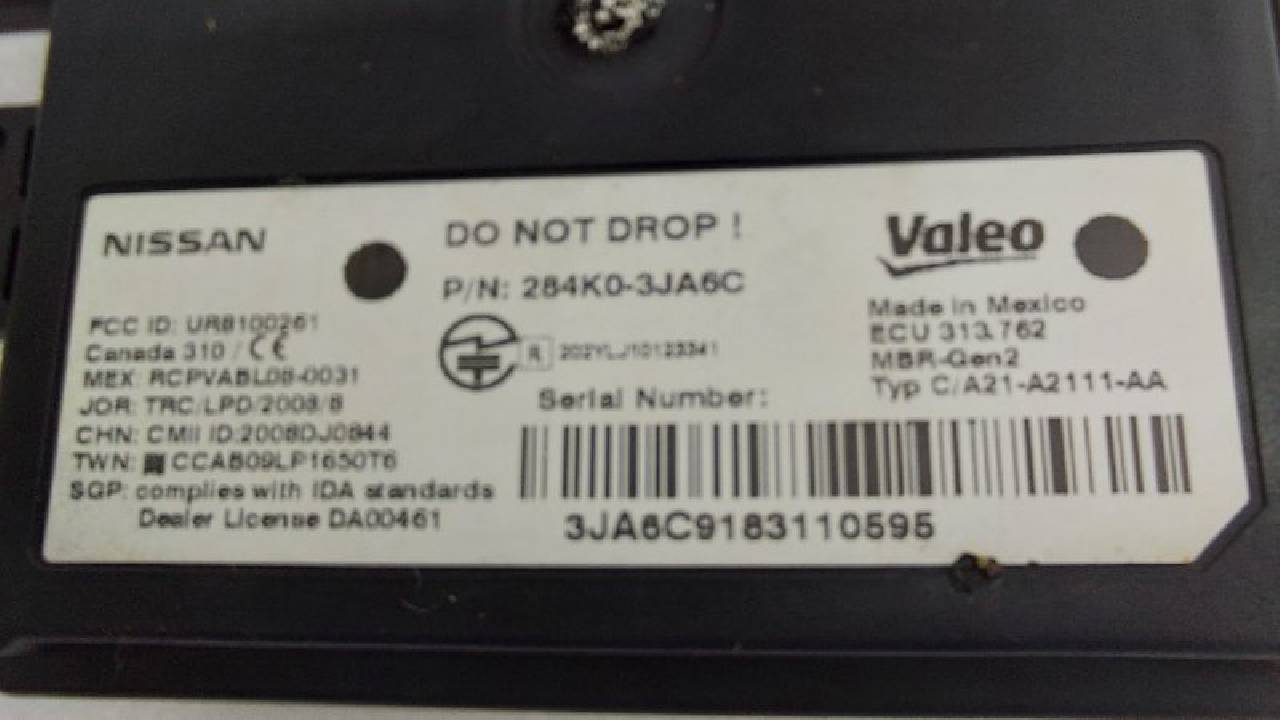 NISSAN
DO NOT DROP !
Valeo
P/N: 284K0-3JA6C
Made in Mexico
ECU 313.762
MBR-Gen2
Typ C/A21-A2111-AA
FCC ID: UR8100261
Canada 310 / CE
MEX: RCPVABL08-0031
JOR: TRC/LPD/2008/8
CHN: CMII ID:2008DJ0844
TWN: CCAB09LP1650T6
SGP: complies with IDA standards
Dealer License DA00461
R
Serial Number:
3JA6C9183110595